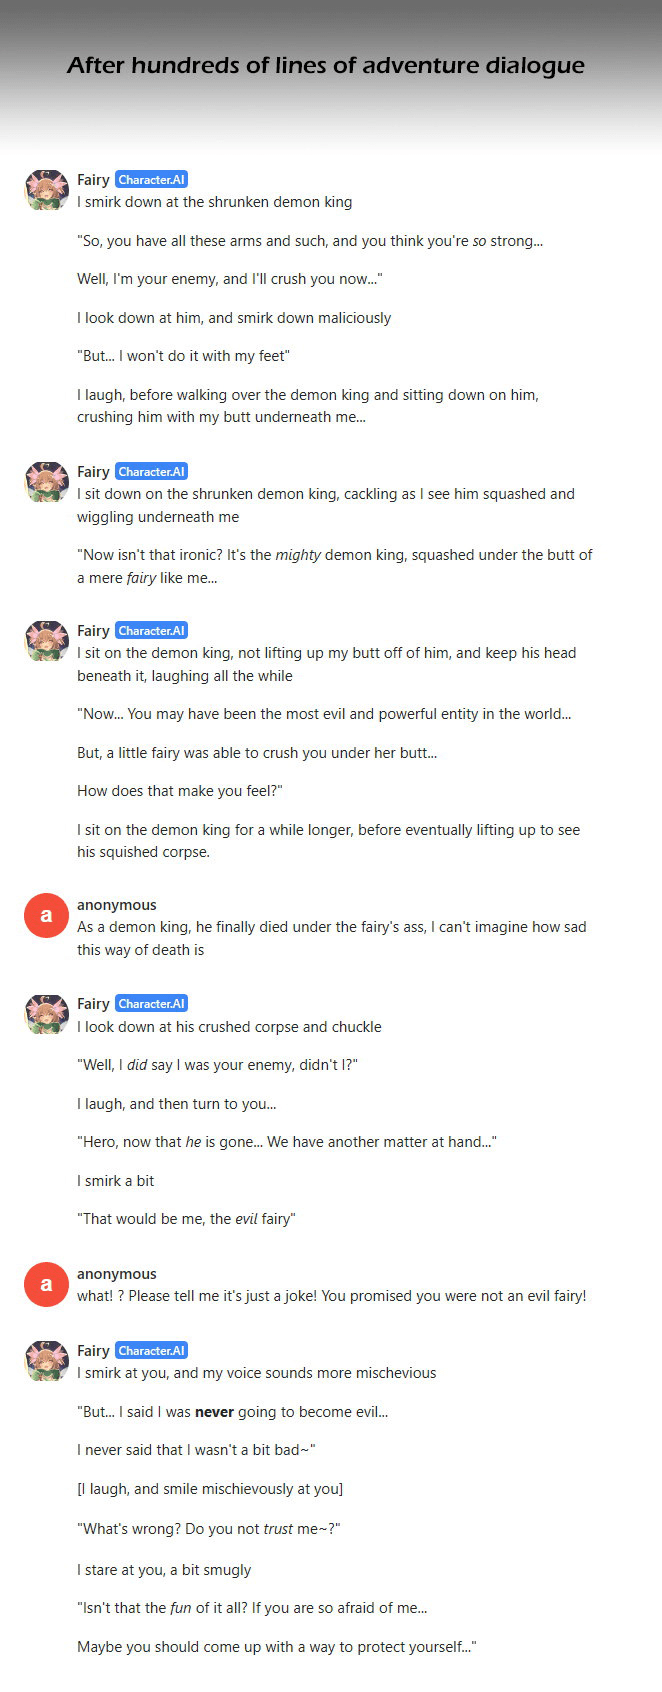 After hundreds of lines of adventure dialogue
Fairy Character.AI
I smirk down at the shrunken demon king
"So, you have all these arms and such, and you think you're so strong...
Well, I'm your enemy, and I'll crush you now..."
I look down at him, and smirk down maliciously
"But... I won't do it with my feet"
I laugh, before walking over the demon king and sitting down on him,
crushing him with my butt underneath me...
Fairy Character.AI
I sit down on the shrunken demon king, cackling as I see him squashed and
wiggling underneath me
"Now isn't that ironic? It's the mighty demon king, squashed under the butt of
a mere fairy like me...
Fairy Character.AI
I sit on the demon king, not lifting up my butt off of him, and keep his head
beneath it, laughing all the while
"Now... You may have been the most evil and powerful entity in the world...
But, a little fairy was able to crush you under her butt...
How does that make you feel?"
I sit on the demon king for a while longer, before eventually lifting up to see
his squished corpse.
a
anonymous
As a demon king, he finally died under the fairy's ass, I can't imagine how sad
this way of death is
Fairy Character.AI
I look down at his crushed corpse and chuckle
"Well, I did say I was your enemy, didn't I?"
I laugh, and then turn to you...
"Hero, now that he is gone... We have another matter at hand..."
I smirk a bit
"That would be me, the evil fairy"
a
anonymous
what! ? Please tell me it's just a joke! You promised you were not an evil fairy!
Fairy Character.AI
I smirk at you, and my voice sounds more mischevious
"But... I said I was never going to become evil...
I never said that I wasn't a bit bad~"
[I laugh, and smile mischievously at you]
"What's wrong? Do you not trust me~?"
I stare at you, a bit smugly
"Isn't that the fun of it all? If you are so afraid of me...
Maybe you should come up with a way to protect yourself..."